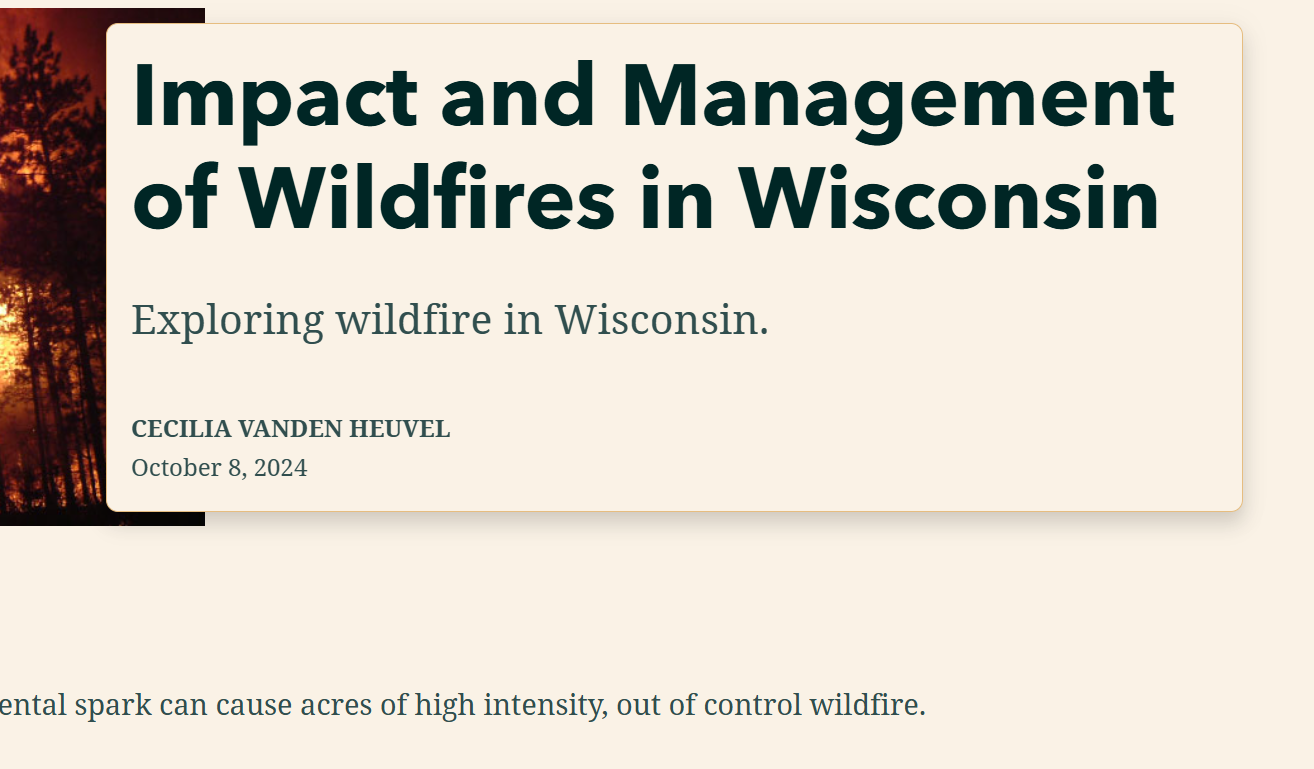 Impact and Management
of Wildfires in Wisconsin
Exploring wildfire in Wisconsin.
CECILIA VANDEN HEUVEL
October 8, 2024
ental spark can cause acres of high intensity, out of control wildfire.